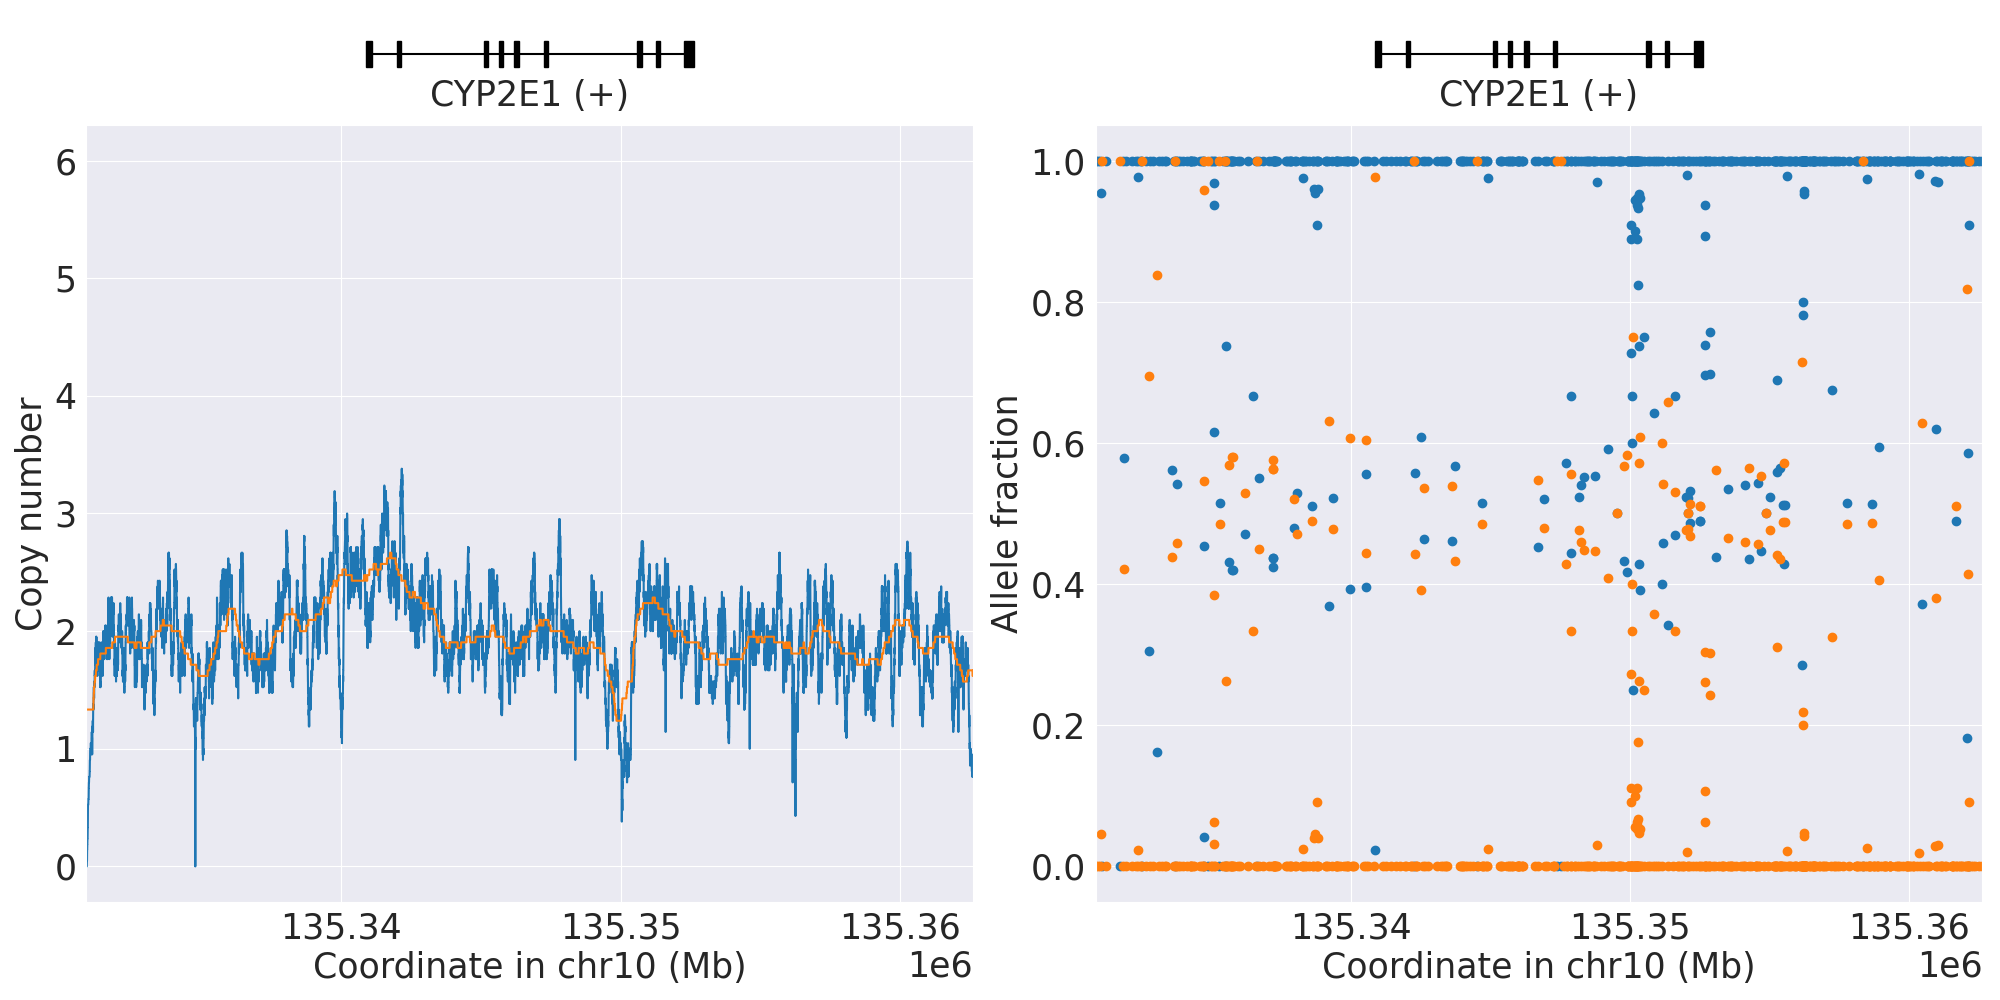 CYP2E1 (+)
Copy number
6
5
4
3
2
1
0
135.34 135.35 135.36
Coordinate in chr10 (Mb)
1e6
CYP2E1 (+)
Allele fraction
1.0
0.8
0.6
0.4
0.2
0.0
135.34 135.35 135.36
Coordinate in chr10 (Mb)
1e6